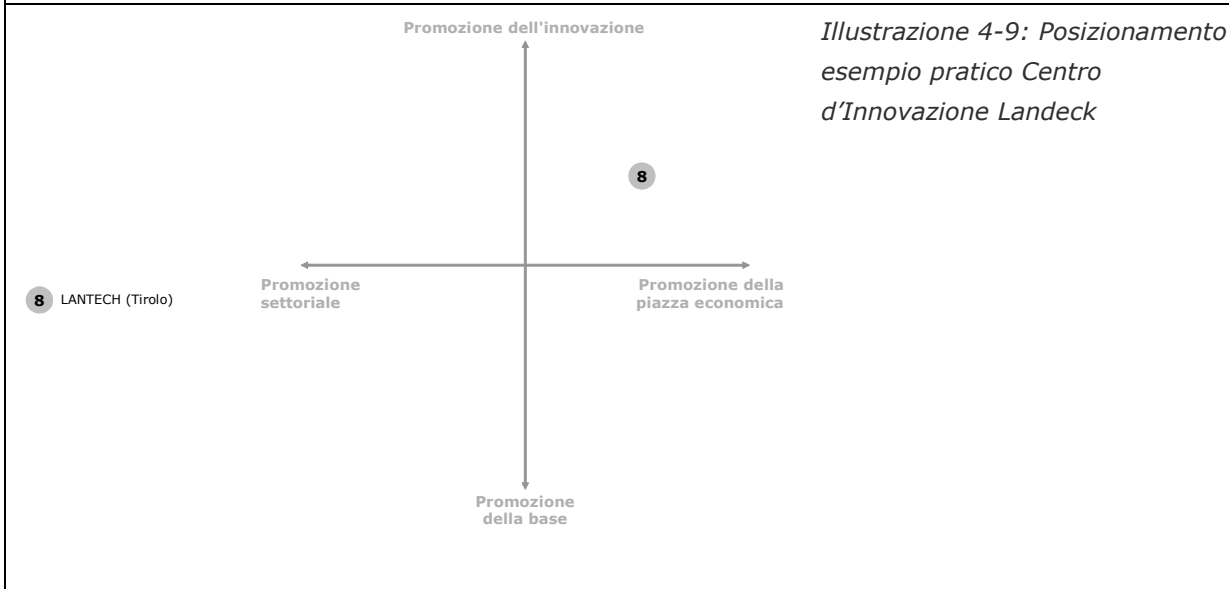 Promozione dell'innovazione
Illustrazione 4-9: Posizionamento
esempio pratico Centro
d’Innovazione Landeck
8
8 LANTECH (Tirolo)
Promozione
settoriale
Promozione della
piazza economica
Promozione
della base